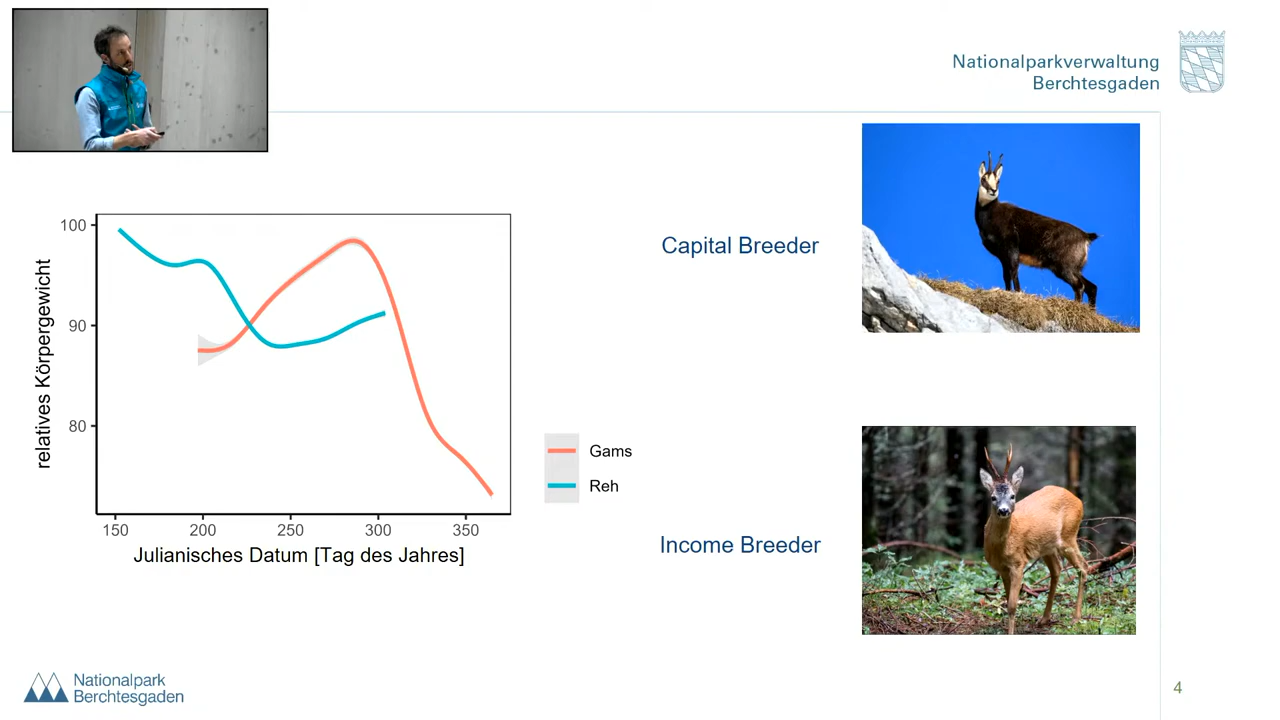 Nationalparkverwaltung
Berchtesgaden
100
90
80
relatives Körpergewicht
150 200 250 300 350
Julianisches Datum [Tag des Jahres]
Gams
Reh
Capital Breeder
Income Breeder
Nationalpark
Berchtesgaden
4